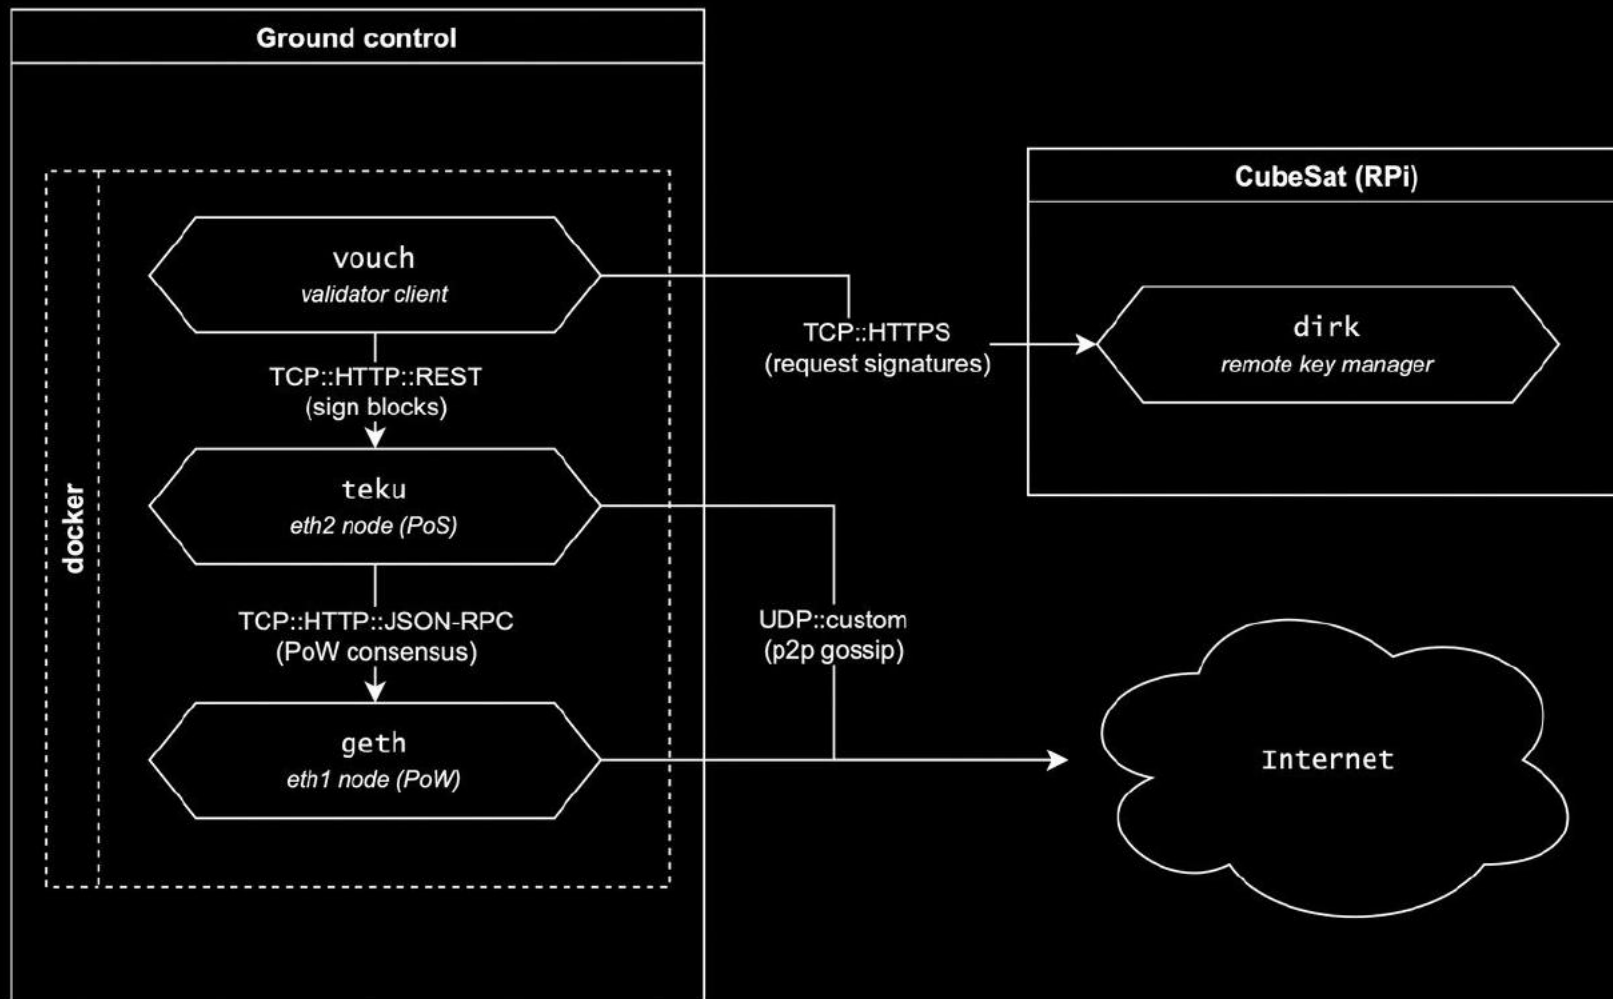 Ground control
docker
vouch
validator client
TCP::HTTP::REST
(sign blocks)
teku
eth2 node (PoS)
TCP::HTTP::JSON-RPC
(PoW consensus)
geth
eth1 node (PoW)
TCP::HTTPS
(request signatures)
UDP::custom
(p2p gossip)
CubeSat (RPi)
dirk
remote key manager
Internet